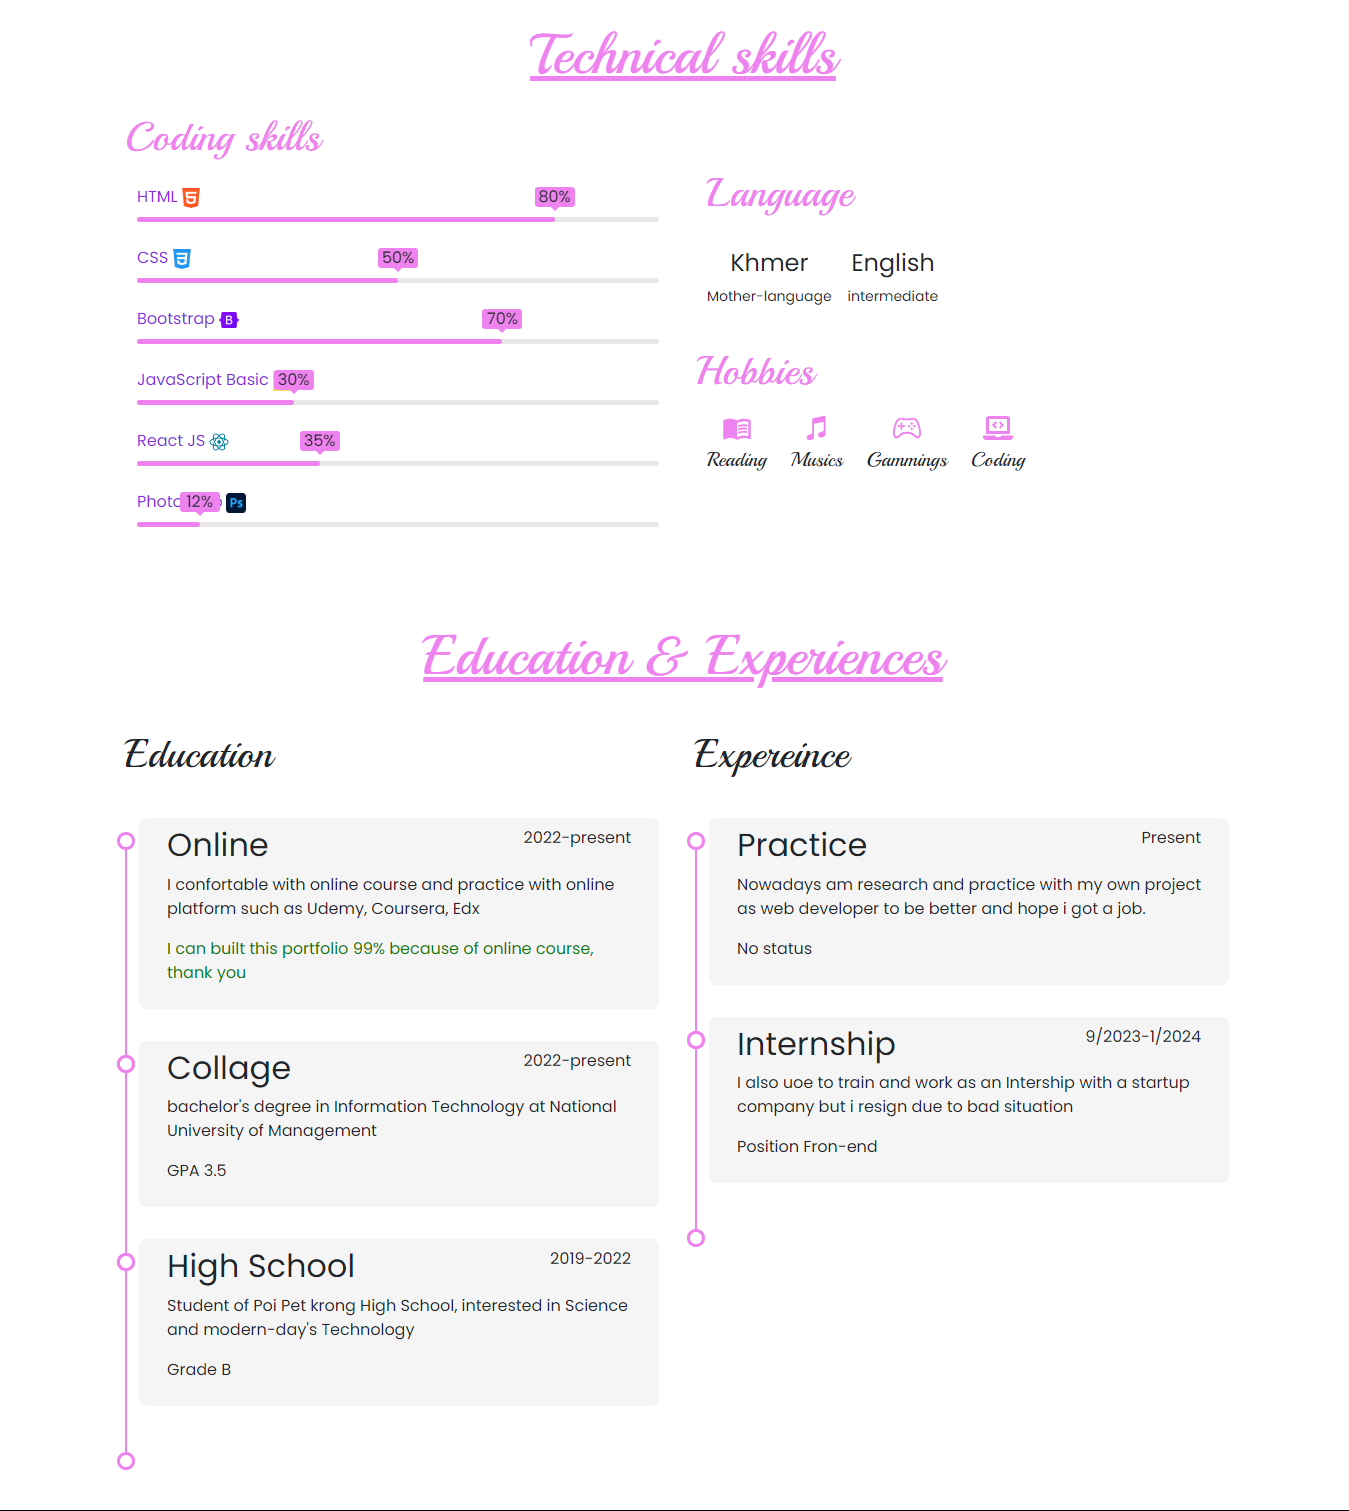 Technical skills
Coding skills
HTML 80%
CSS 50%
Bootstrap B 70%
JavaScript Basic 30%
React JS 35%
12% Ps
Language
Khmer English
Mother-language intermediate
Hobbies
Reading Musics Gammings Coding
Education & Experiences
Education
Online 2022-present
I confortable with online course and practice with online
platform such as Udemy, Coursera, Edx
I can built this portfolio 99% because of online course,
thank you
Collage 2022-present
bachelor's degree in Information Technology at National
University of Management
GPA 3.5
High School 2019-2022
Student of Poi Pet krong High School, interested in Science
and modern-day's Technology
Grade B
Expereince
Practice Present
Nowadays am research and practice with my own project
as web developer to be better and hope i got a job.
No status
Internship 9/2023-1/2024
I also uoe to train and work as an Intership with a startup
company but i resign due to bad situation
Position Fron-end